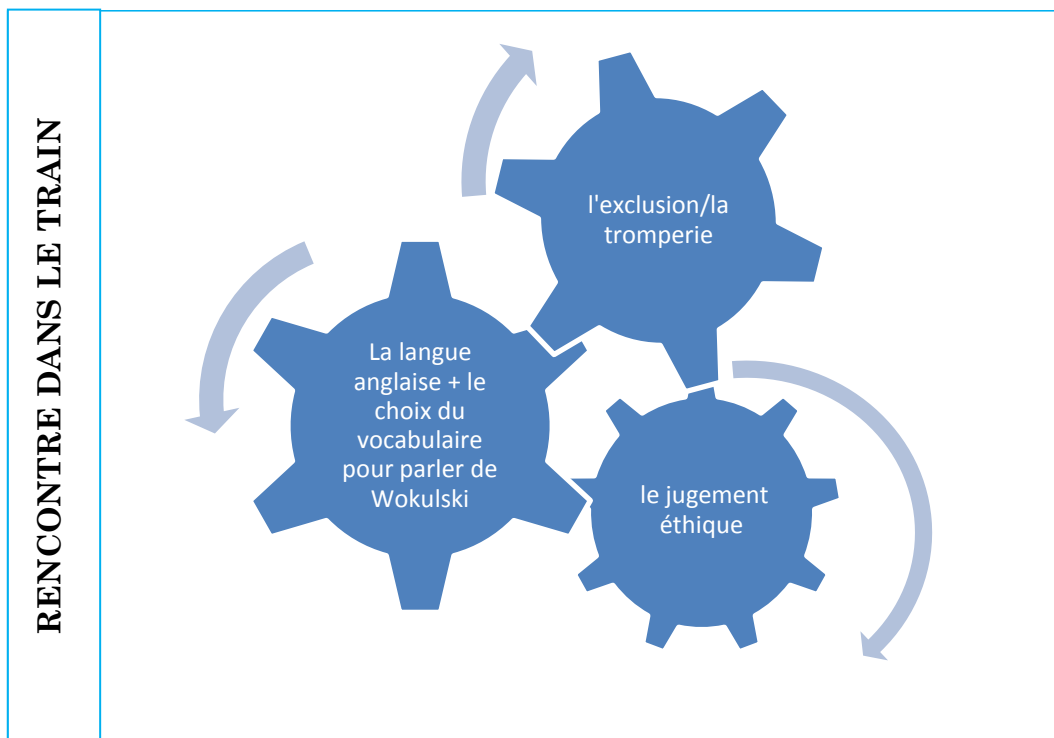 RENCONTRE DANS LE TRAIN
l'exclusion/la
tromperie
La langue
anglaise + le
choix du
vocabulaire
pour parler de
Wokulski
le jugement
éthique